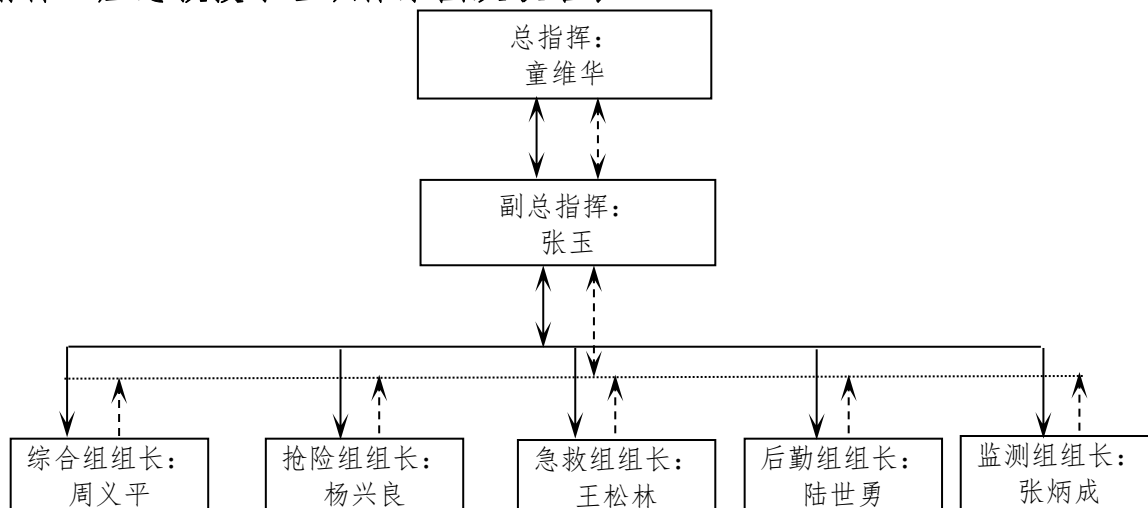 总指挥：
童维华
副总指挥：
张玉
综合组组长：
周义平
抢险组组长：
杨兴良
急救组组长：
王松林
后勤组组长：
陆世勇
监测组组长：
张炳成